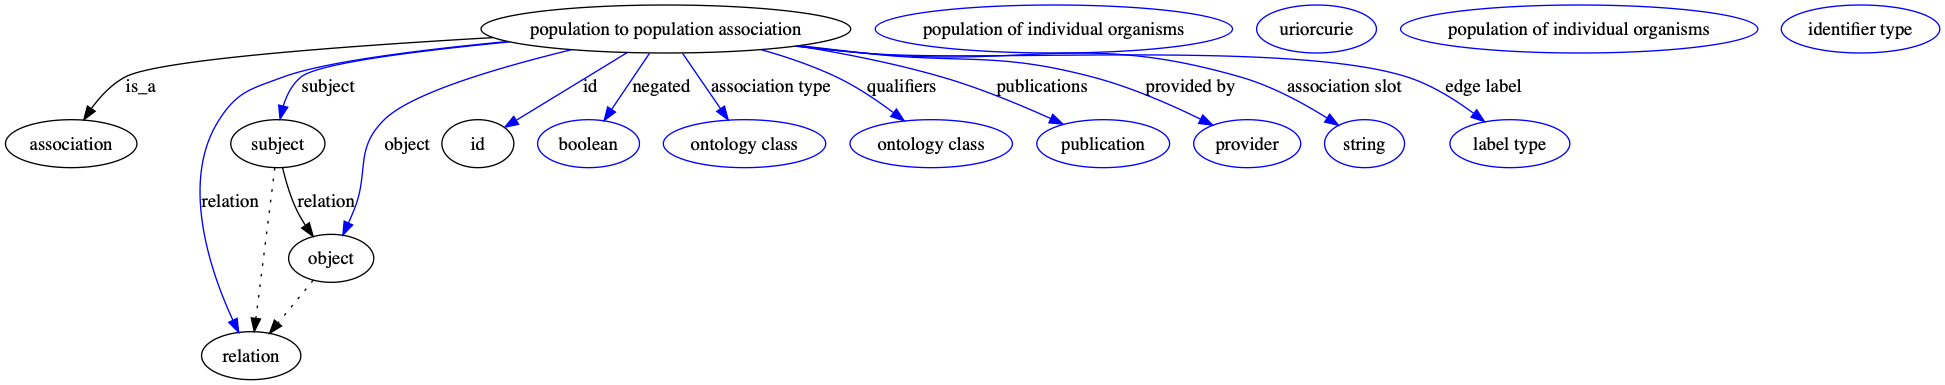 population to population association
population of individual organisms
uriorcurie
population of individual organisms
identifier type
is_a
subject
id
negated
association type
qualifiers
publications
provided by
association slot
edge label
association
subject
object
id
boolean
ontology class
ontology class
publication
provider
string
label type
relation
relation
object
relation